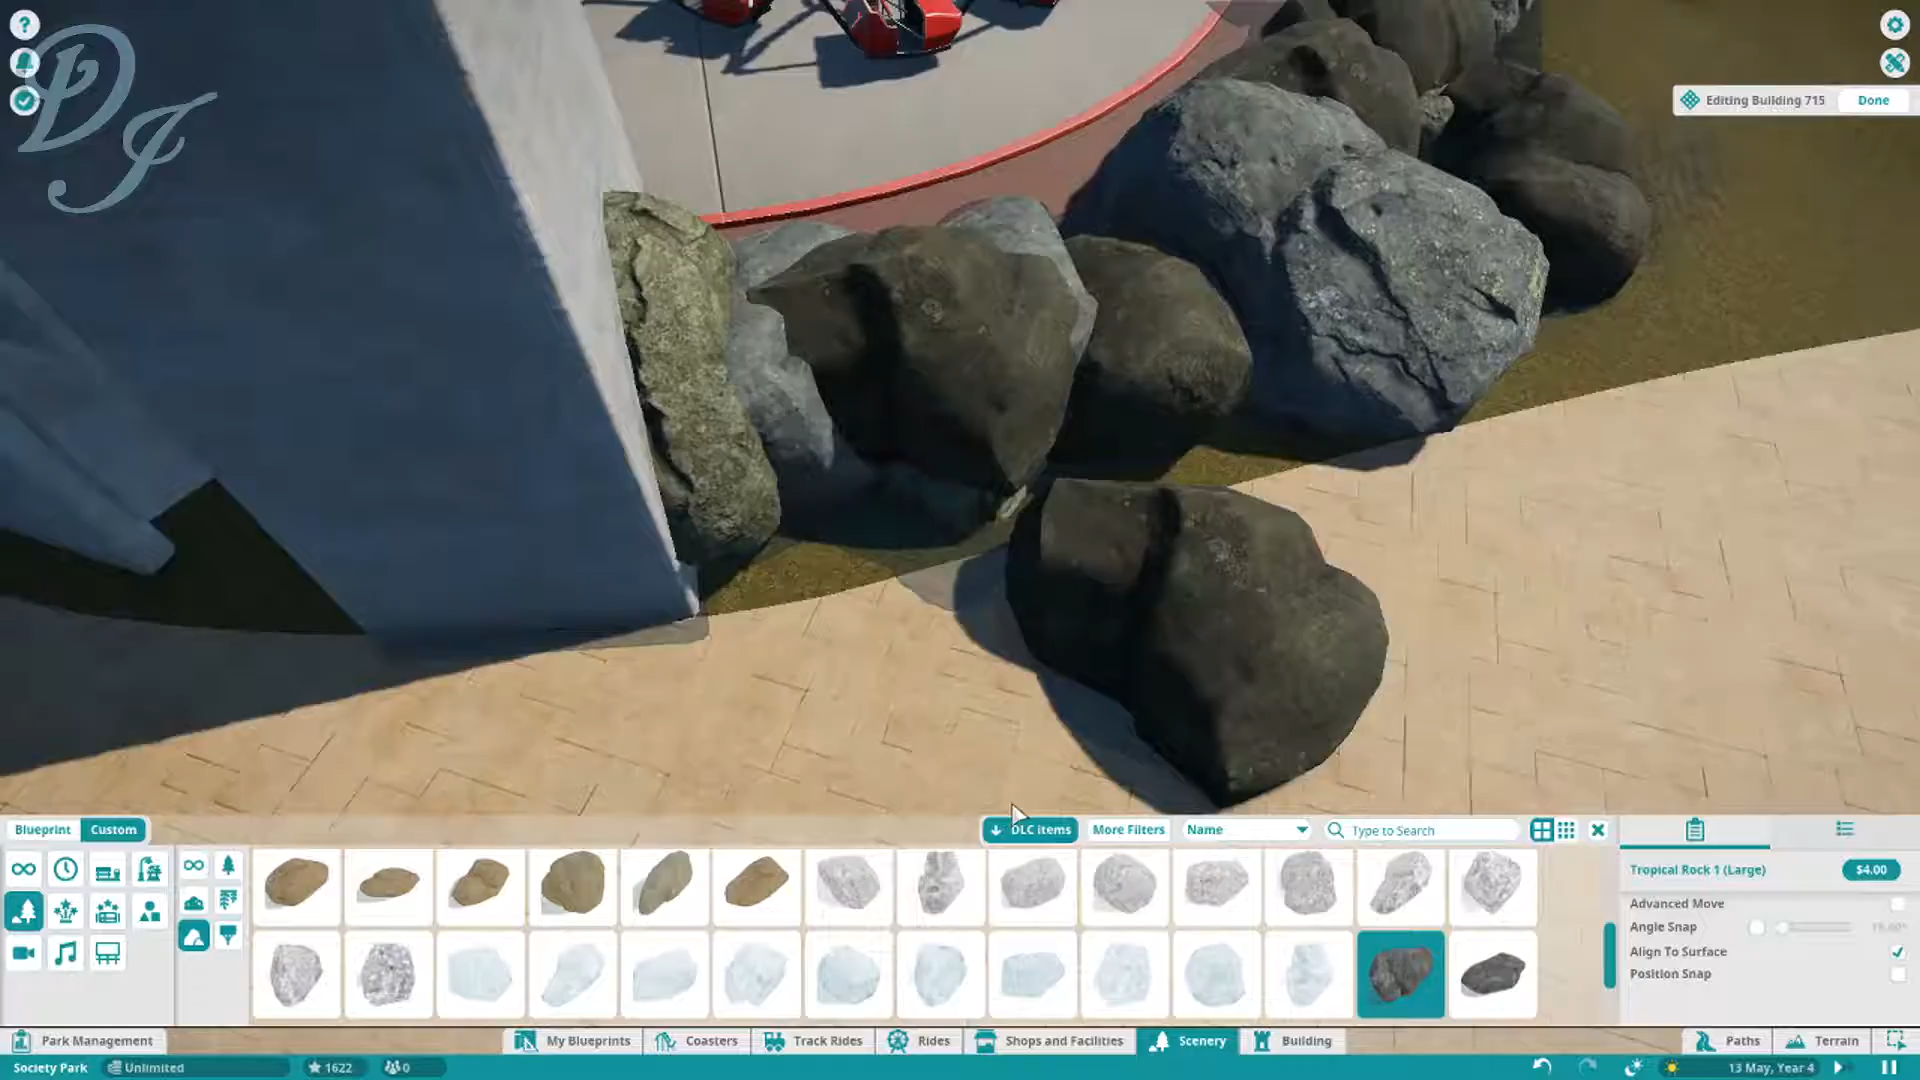 ?
DJ
Editing Building 715 Done
Blueprint Custom
DLC items More Filters Name Type to Search
Tropical Rock 1 (Large) $4.00
Advanced Move
Angle Snap
Align To Surface
Position Snap
Park Management My Blueprints Coasters Track Rides Rides Shops and Facilities Scenery Building Paths Terrain
Society Park Unlimited 1622 0 13 May, Year 4